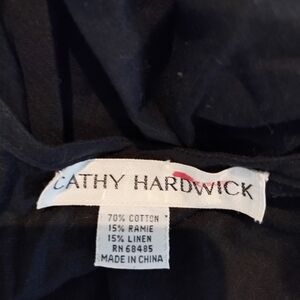 CATHY HARDWICK
70% COTTON
15% RAMIE
15% LINEN
RN 68485
MADE IN CHINA